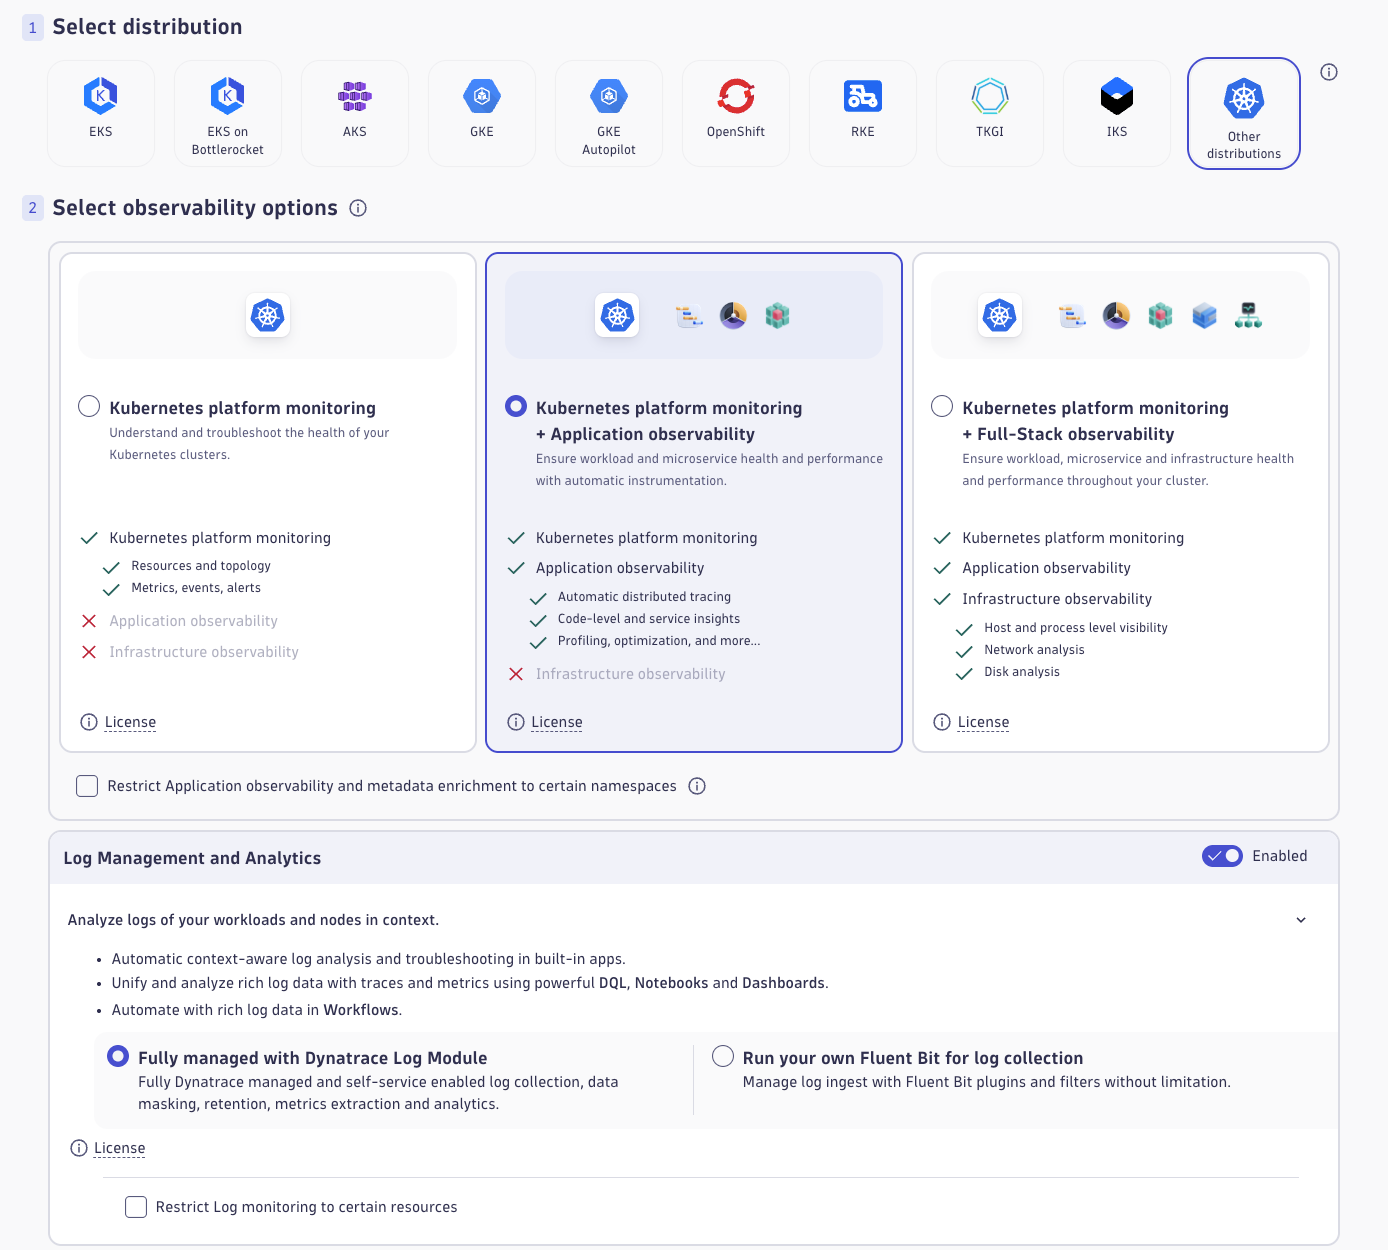 1 Select distribution
EKS
EKS on
Bottlerocket
AKS
GKE
GKE
Autopilot
OpenShift
RKE
TKGI
IKS
Other
distributions
2 Select observability options
Kubernetes platform monitoring
Understand and troubleshoot the health of your
Kubernetes clusters.
Kubernetes platform monitoring
Resources and topology
Metrics, events, alerts
Application observability
Infrastructure observability
License
Kubernetes platform monitoring
+ Application observability
Ensure workload and microservice health and performance
with automatic instrumentation.
Kubernetes platform monitoring
Application observability
Automatic distributed tracing
Code-level and service insights
Profiling, optimization, and more...
Infrastructure observability
License
Kubernetes platform monitoring
+ Full-Stack observability
Ensure workload, microservice and infrastructure health
and performance throughout your cluster.
Kubernetes platform monitoring
Application observability
Infrastructure observability
Host and process level visibility
Network analysis
Disk analysis
License
Restrict Application observability and metadata enrichment to certain namespaces
Log Management and Analytics
Enabled
Analyze logs of your workloads and nodes in context.
• Automatic context-aware log analysis and troubleshooting in built-in apps.
• Unify and analyze rich log data with traces and metrics using powerful DQL, Notebooks and Dashboards.
• Automate with rich log data in Workflows.
Fully managed with Dynatrace Log Module
Fully Dynatrace managed and self-service enabled log collection, data
masking, retention, metrics extraction and analytics.
Run your own Fluent Bit for log collection
Manage log ingest with Fluent Bit plugins and filters without limitation.
License
Restrict Log monitoring to certain resources